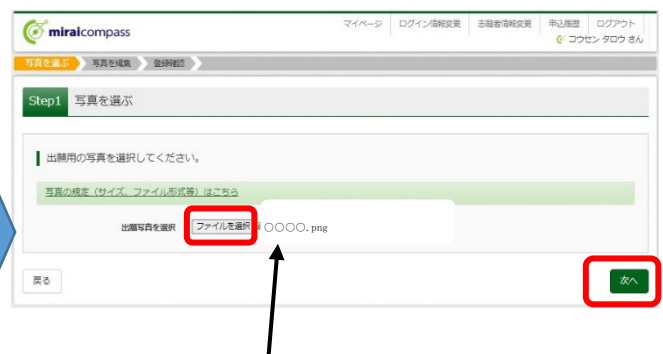 miraicompass
マイページ ログイン情報変更 志願者情報変更 申込履歴 ログアウト
コウセン タロウ さん
写真を選ぶ 写真を編集 登録確認
Step1 写真を選ぶ
出願用の写真を選択してください。
写真の規定（サイズ、ファイル形式等）はこちら
出願写真を選択 ファイルを選択 〇〇〇〇.png
戻る 次へ